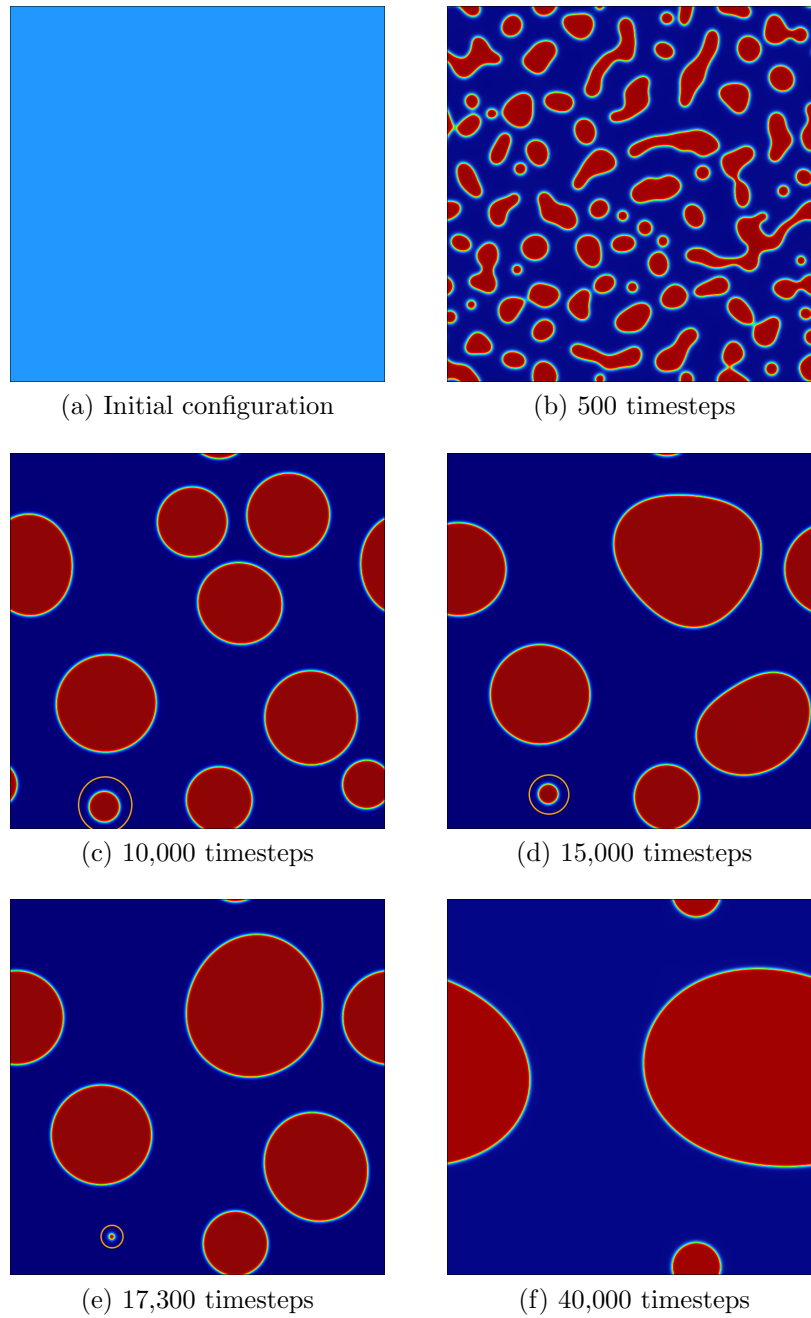 (a) Initial configuration
(b) 500 timesteps
(c) 10,000 timesteps
(d) 15,000 timesteps
(e) 17,300 timesteps
(f) 40,000 timesteps